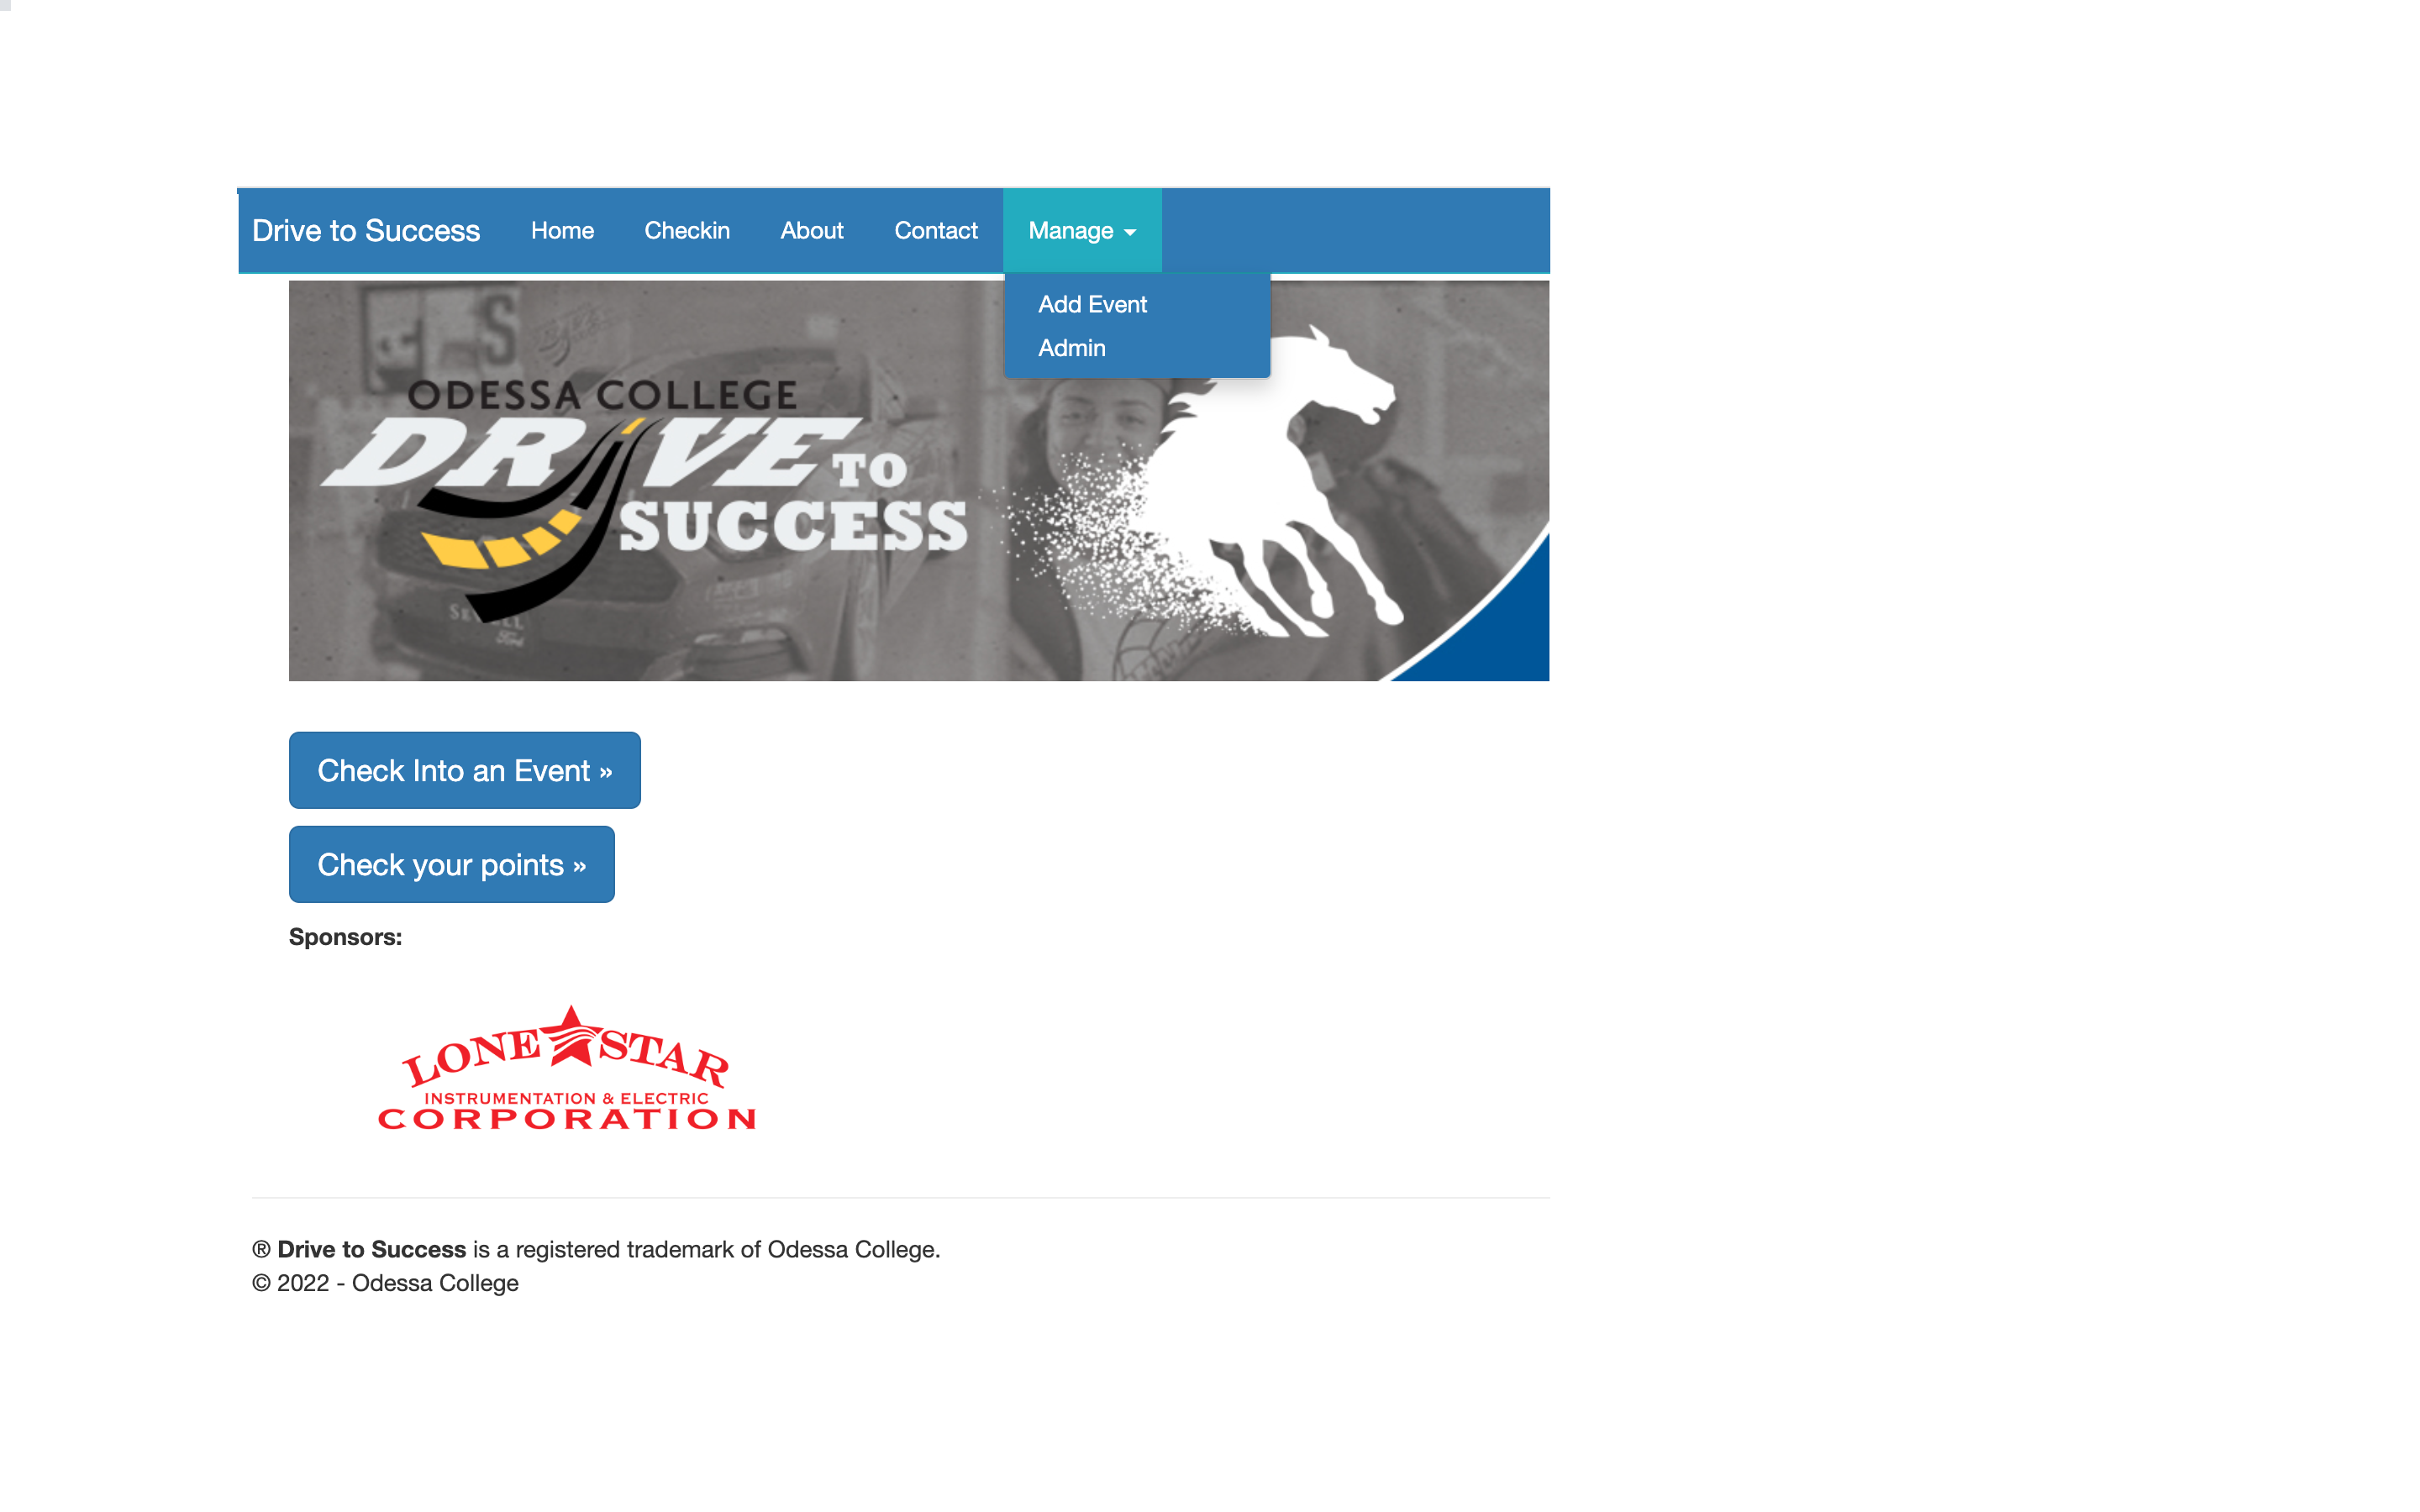 Drive to Success Home Checkin About Contact Manage
Add Event
Admin
ODESSA COLLEGE
DRIVE TO
SUCCESS
Check Into an Event »
Check your points »
Sponsors:
LONE STAR
INSTRUMENTATION & ELECTRIC
CORPORATION
® Drive to Success is a registered trademark of Odessa College.
© 2022 - Odessa College